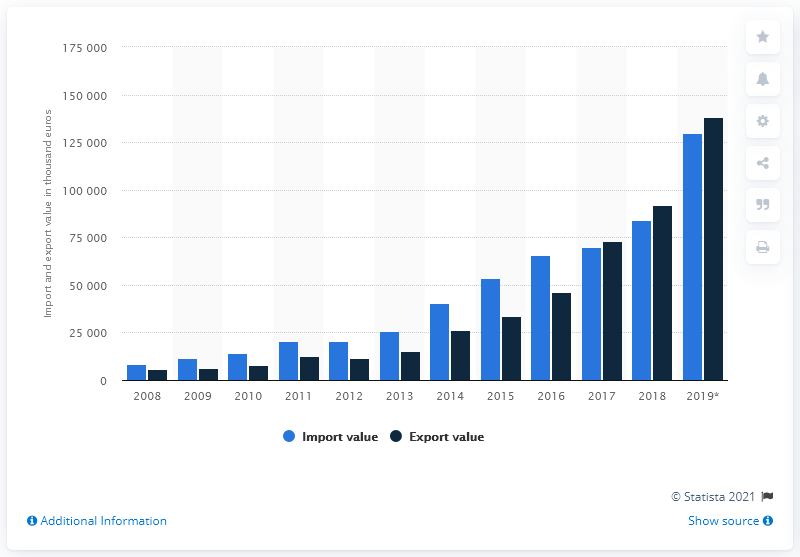 175 000
150 000
125 000
100 000
75 000
50 000
25 000
0
Import and export value in thousand euros
2008 2009 2010 2011 2012 2013 2014 2015 2016 2017 2018 2019*
Import value Export value
© Statista 2021
Additional Information Show source